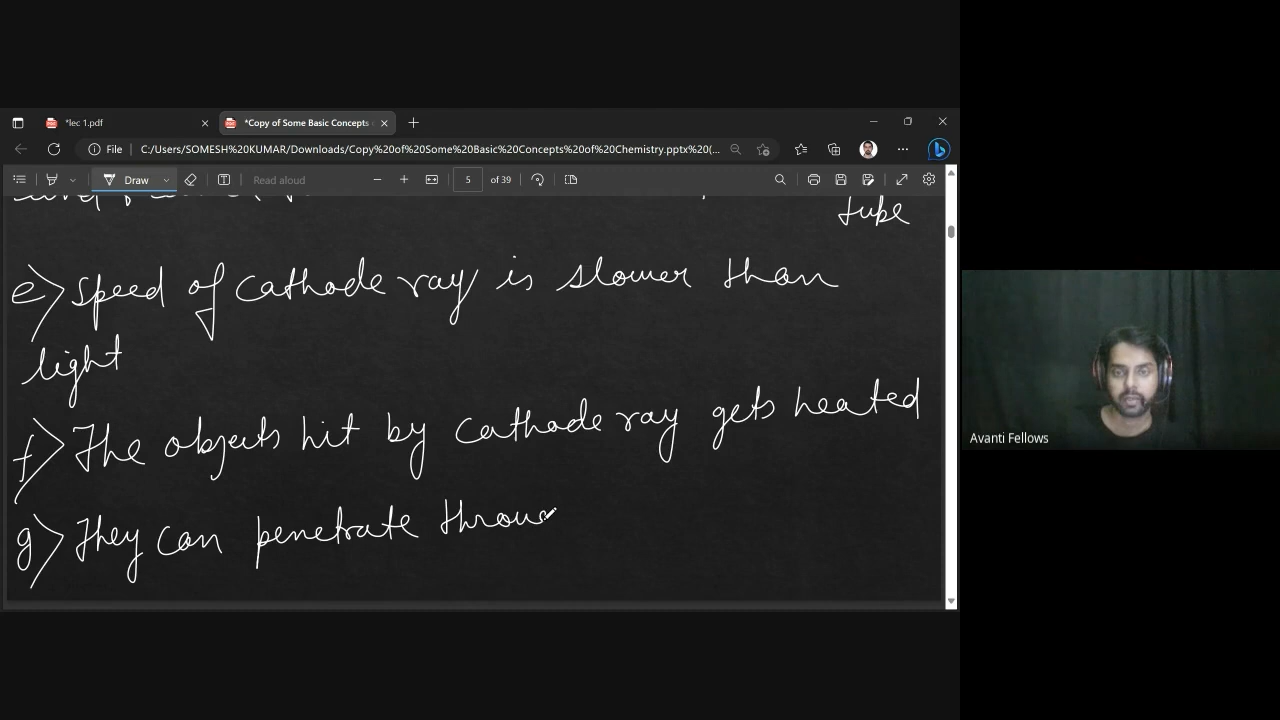 *lec 1.pdf
*Copy of Some Basic Concepts
File
C:/Users/SOMESH%20KUMAR/Downloads/Copy%20of%20Some%20Basic%20Concepts%20of%20Chemistry.pptx%20(...
Draw
Read aloud
5 of 39
tube
e) Speed of cathode ray is slower than
light
f) The objects hit by cathode ray gets heated
g) They can penetrate throu
Avanti Fellows